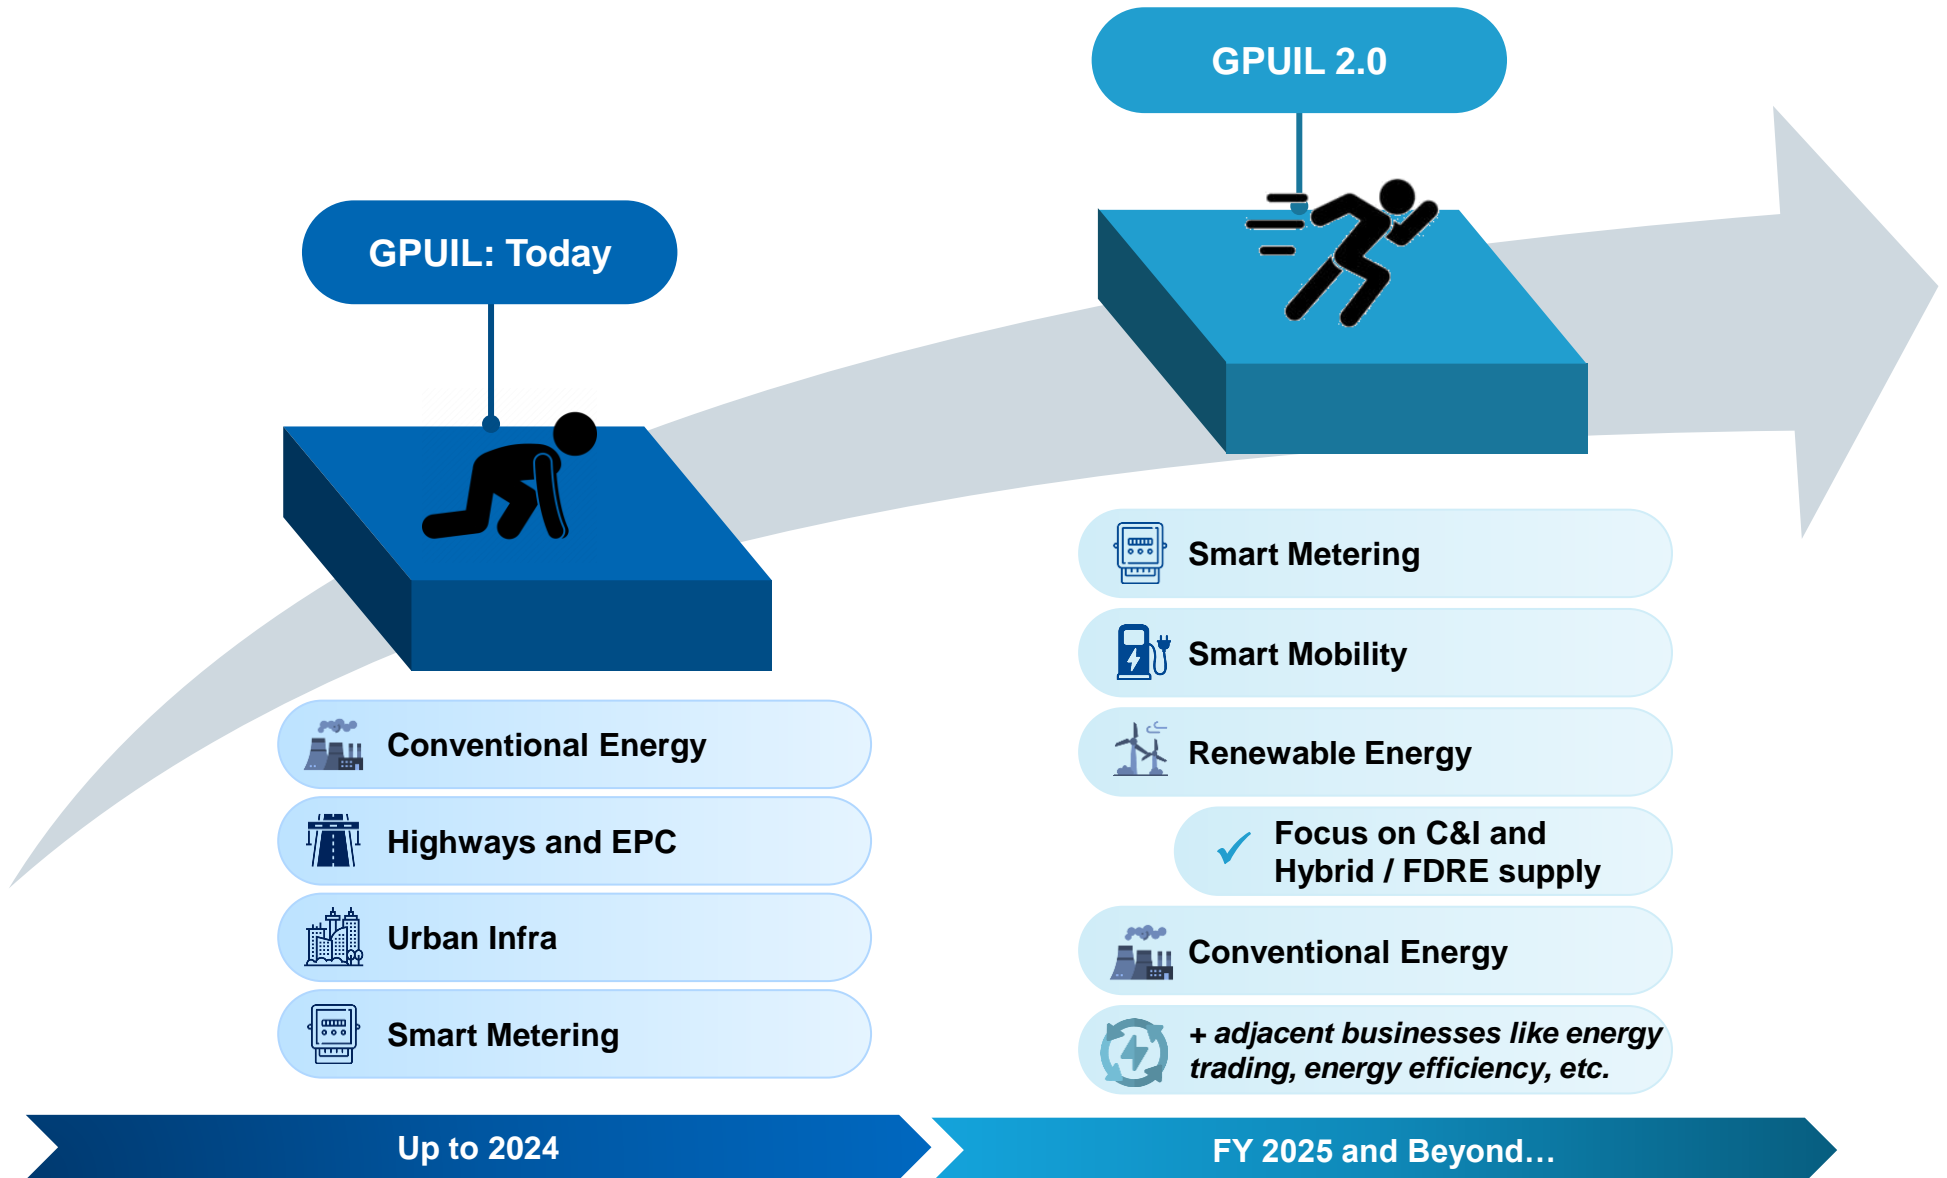 GPUIL 2.0
GPUIL: Today
Conventional Energy
Highways and EPC
Urban Infra
Smart Metering
Up to 2024
Smart Metering
Smart Mobility
Renewable Energy
Focus on C&I and
Hybrid / FDRE supply
Conventional Energy
+ adjacent businesses like energy
trading, energy efficiency, etc.
FY 2025 and Beyond…